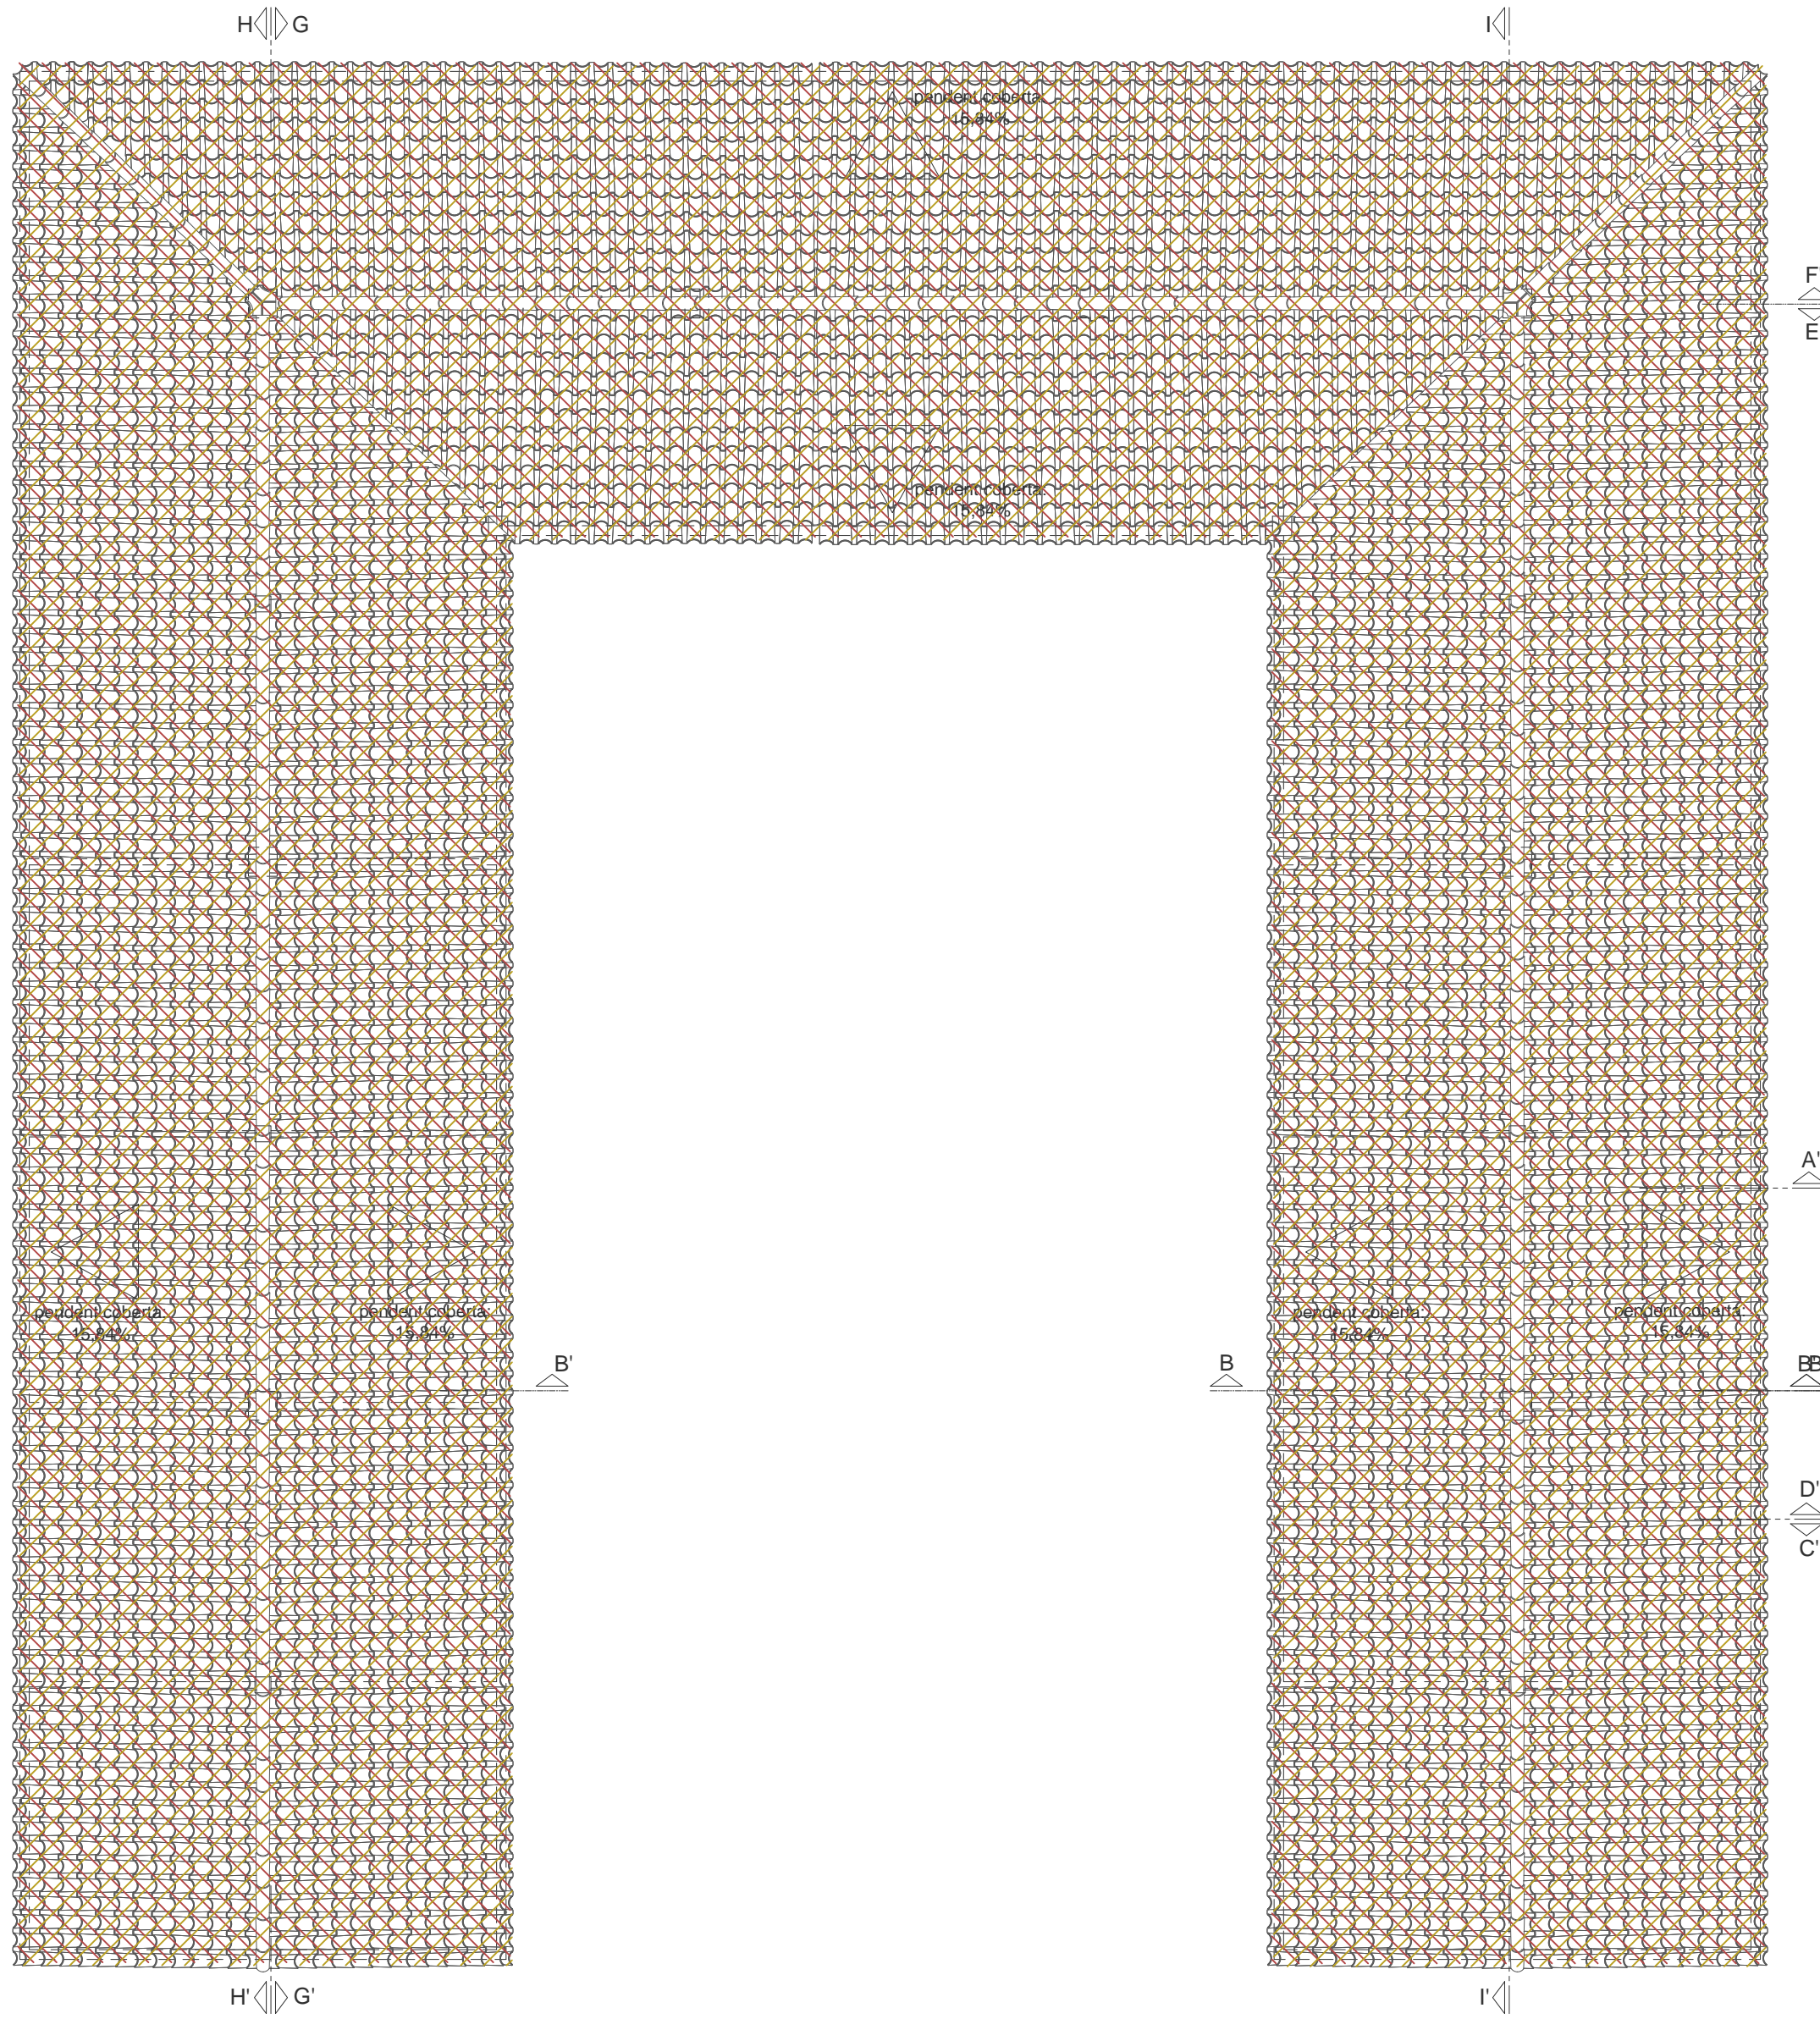 H G
I
pendent coberta:
15,84%
F
E
pendent coberta:
15,84%
A'
pendent coberta:
15,84%
pendent coberta:
15,84%
pendent coberta:
15,84%
pendent coberta:
15,84%
B'
B
D'
C'
H' G'
I'